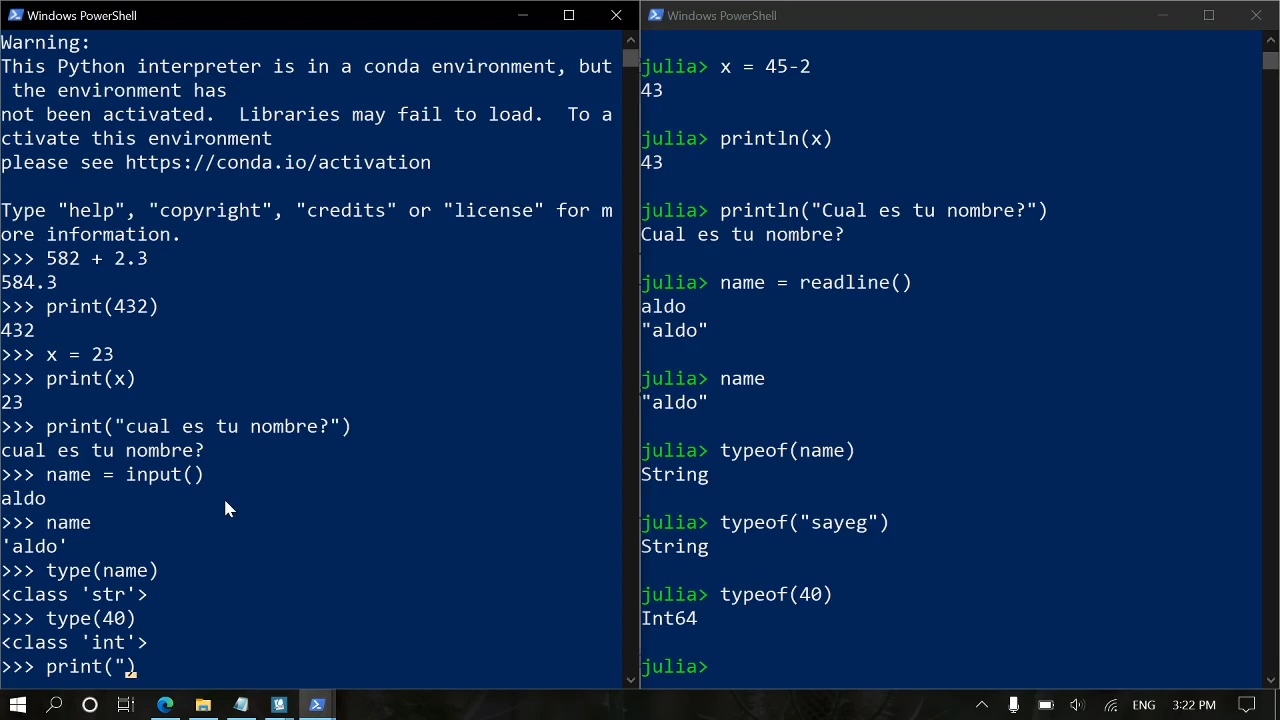 Windows PowerShell
Warning:
This Python interpreter is in a conda environment, but
the environment has
not been activated.  Libraries may fail to load.  To a
ctivate this environment
please see https://conda.io/activation
Type "help", "copyright", "credits" or "license" for m
ore information.
>>> 582 + 2.3
584.3
>>> print(432)
432
>>> x = 23
>>> print(x)
23
>>> print("cual es tu nombre?")
cual es tu nombre?
>>> name = input()
aldo
>>> name
'aldo'
>>> type(name)
<class 'str'>
>>> type(40)
<class 'int'>
>>> print(")
Windows PowerShell
julia> x = 45-2
43
julia> println(x)
43
julia> println("Cual es tu nombre?")
Cual es tu nombre?
julia> name = readline()
aldo
"aldo"
julia> name
"aldo"
julia> typeof(name)
String
julia> typeof("sayeg")
String
julia> typeof(40)
Int64
julia>
ENG
3:22 PM